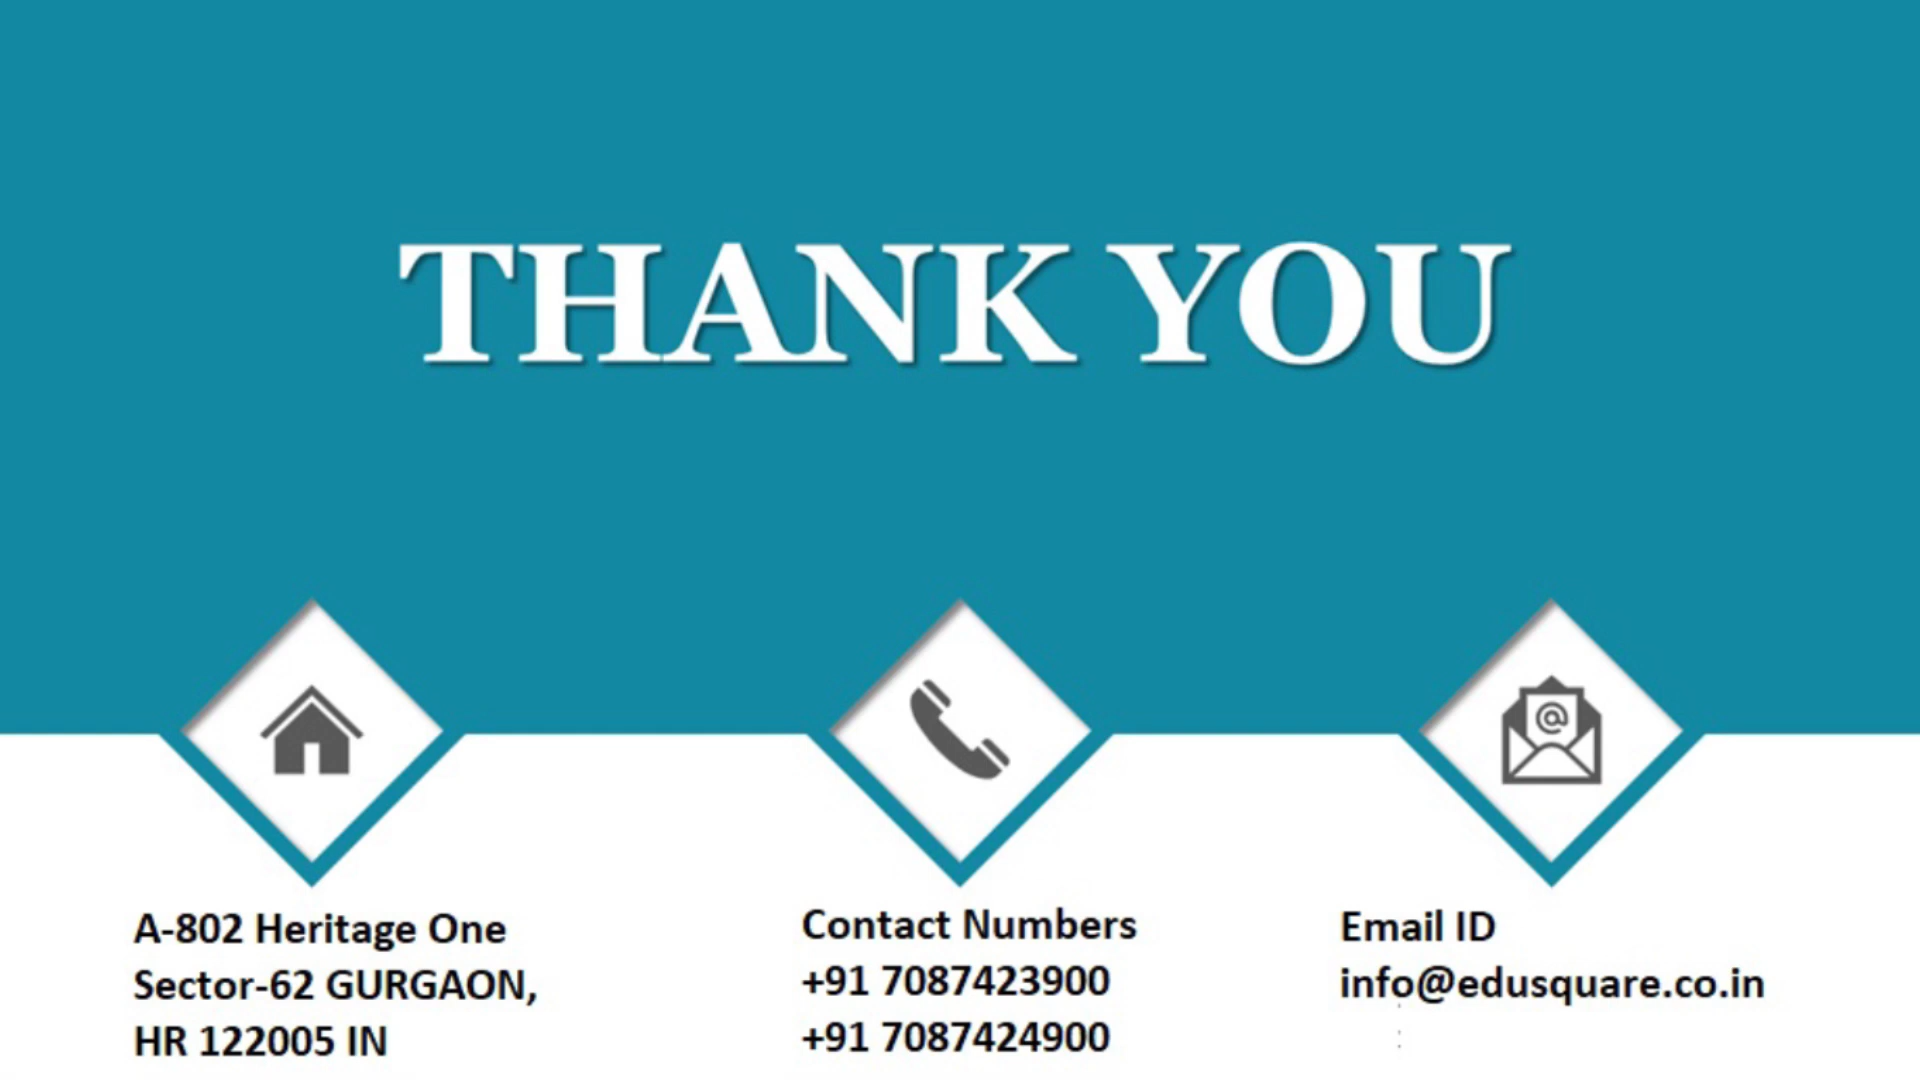 THANK YOU
A-802 Heritage One
Sector-62 GURGAON,
HR 122005 IN
Contact Numbers
+91 7087423900
+91 7087424900
Email ID
info@edusquare.co.in